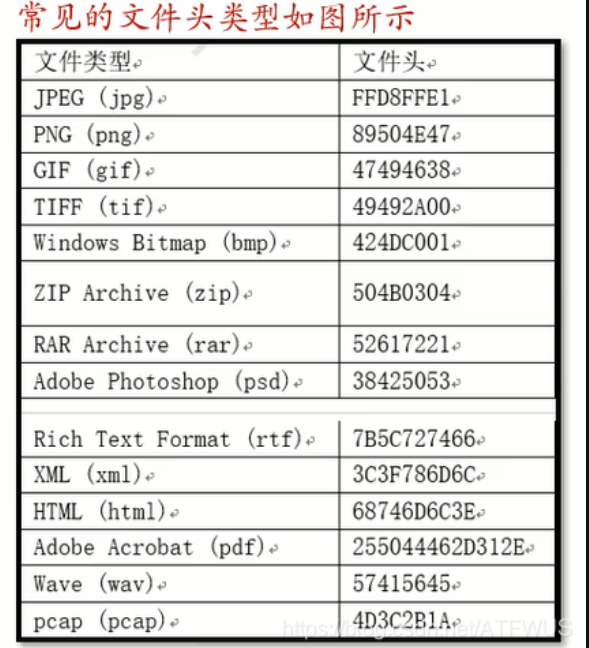 常见的文件头类型如图所示
文件类型 文件头
JPEG (jpg) FFD8FFE1
PNG (png) 89504E47
GIF (gif) 47494638
TIFF (tif) 49492A00
Windows Bitmap (bmp) 424DC001
ZIP Archive (zip) 504B0304
RAR Archive (rar) 52617221
Adobe Photoshop (psd) 38425053
Rich Text Format (rtf) 7B5C727466
XML (xml) 3C3F786D6C
HTML (html) 68746D6C3E
Adobe Acrobat (pdf) 255044462D312E
Wave (wav) 57415645
pcap (pcap) 4D3C2B1A
https://blog.csdn.net/ATFWUS